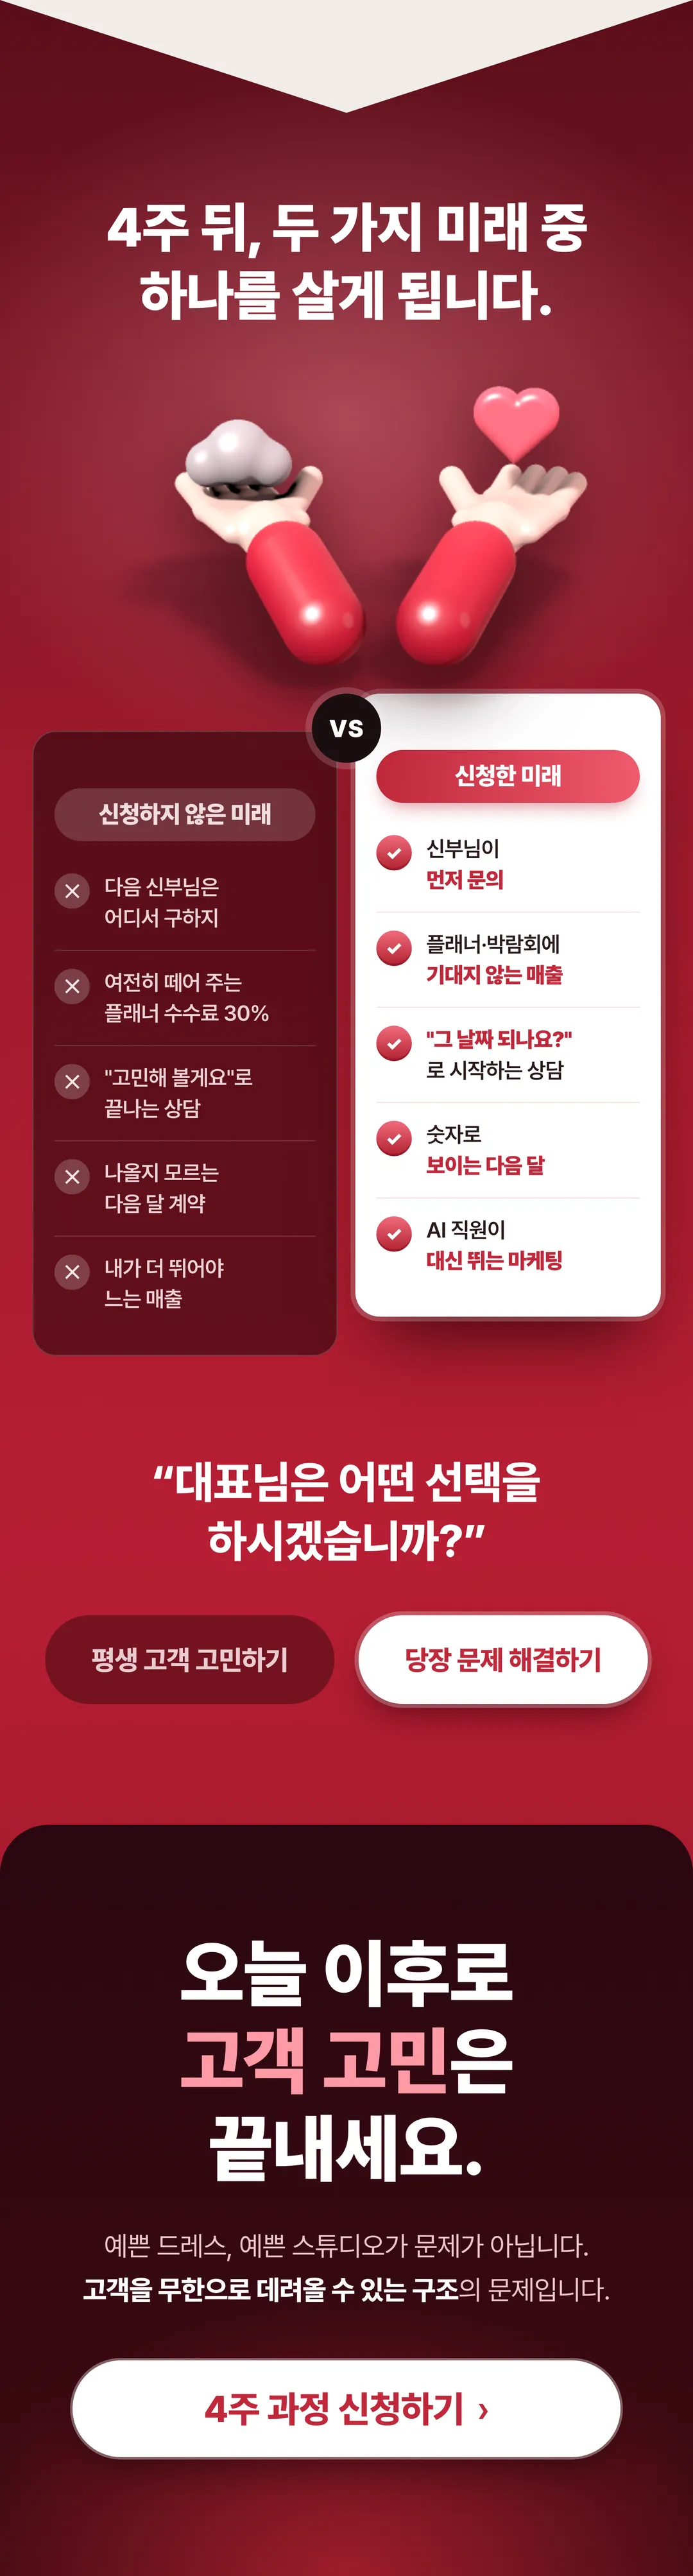 4주 뒤, 두 가지 미래 중
하나를 살게 됩니다.
VS
신청하지 않은 미래
다음 신부님은
어디서 구하지
여전히 떼어 주는
플래너 수수료 30%
"고민해 볼게요"로
끝나는 상담
나올지 모르는
다음 달 계약
내가 더 뛰어야
느는 매출
신청한 미래
신부님이
먼저 문의
플래너·박람회에
기대지 않는 매출
"그 날짜 되나요?"
로 시작하는 상담
숫자로
보이는 다음 달
AI 직원이
대신 뛰는 마케팅
“대표님은 어떤 선택을
하시겠습니까?”
평생 고객 고민하기
당장 문제 해결하기
오늘 이후로
고객 고민은
끝내세요.
예쁜 드레스, 예쁜 스튜디오가 문제가 아닙니다.
고객을 무한으로 데려올 수 있는 구조의 문제입니다.
4주 과정 신청하기 ›